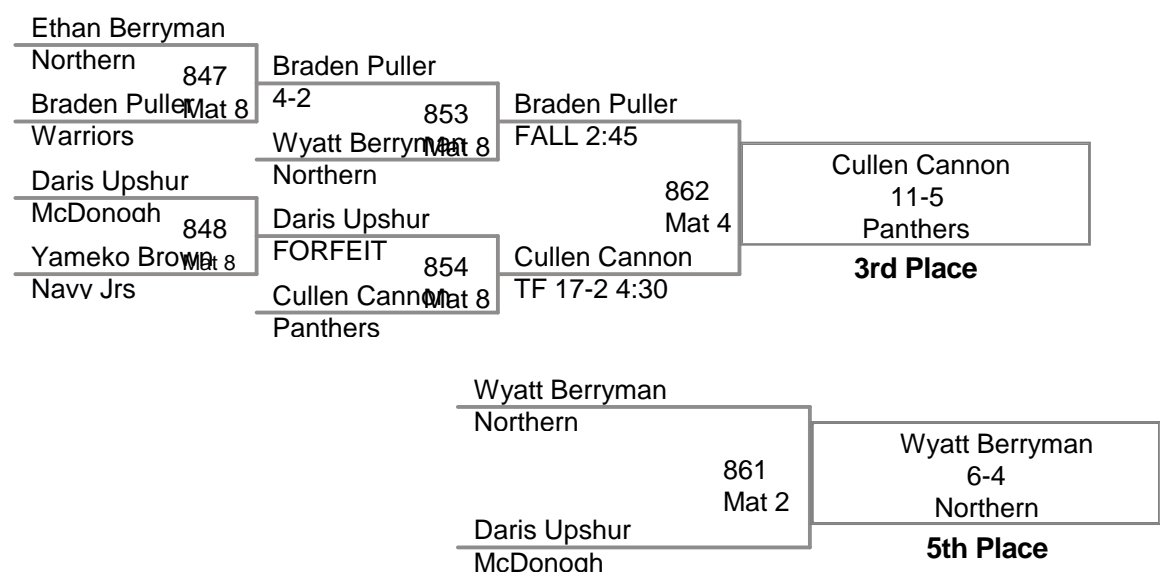 Ethan Berryman
Northern
847
Mat 8
Braden Puller
Warriors
Daris Upshur
McDonogh
848
Mat 8
Yameko Brown
Navy Jrs
Braden Puller
4-2
853
Mat 8
Wyatt Berryman
Northern
Daris Upshur
FORFEIT
854
Mat 8
Cullen Cannon
Panthers
Braden Puller
FALL 2:45
862
Mat 4
Cullen Cannon
TF 17-2 4:30
Cullen Cannon
11-5
Panthers
3rd Place
Wyatt Berryman
Northern
861
Mat 2
Daris Upshur
McDonogh
Wyatt Berryman
6-4
Northern
5th Place